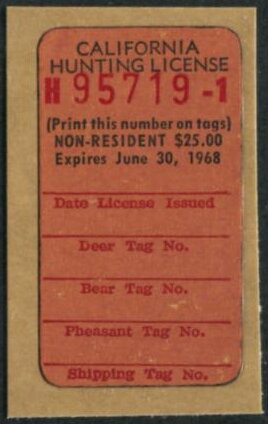 CALIFORNIA
HUNTING LICENSE
H 95719-1
(Print this number on tags)
NON-RESIDENT $25.00
Expires June 30, 1968
Date License Issued
Deer Tag No.
Bear Tag No.
Pheasant Tag No.
Shipping Tag No.